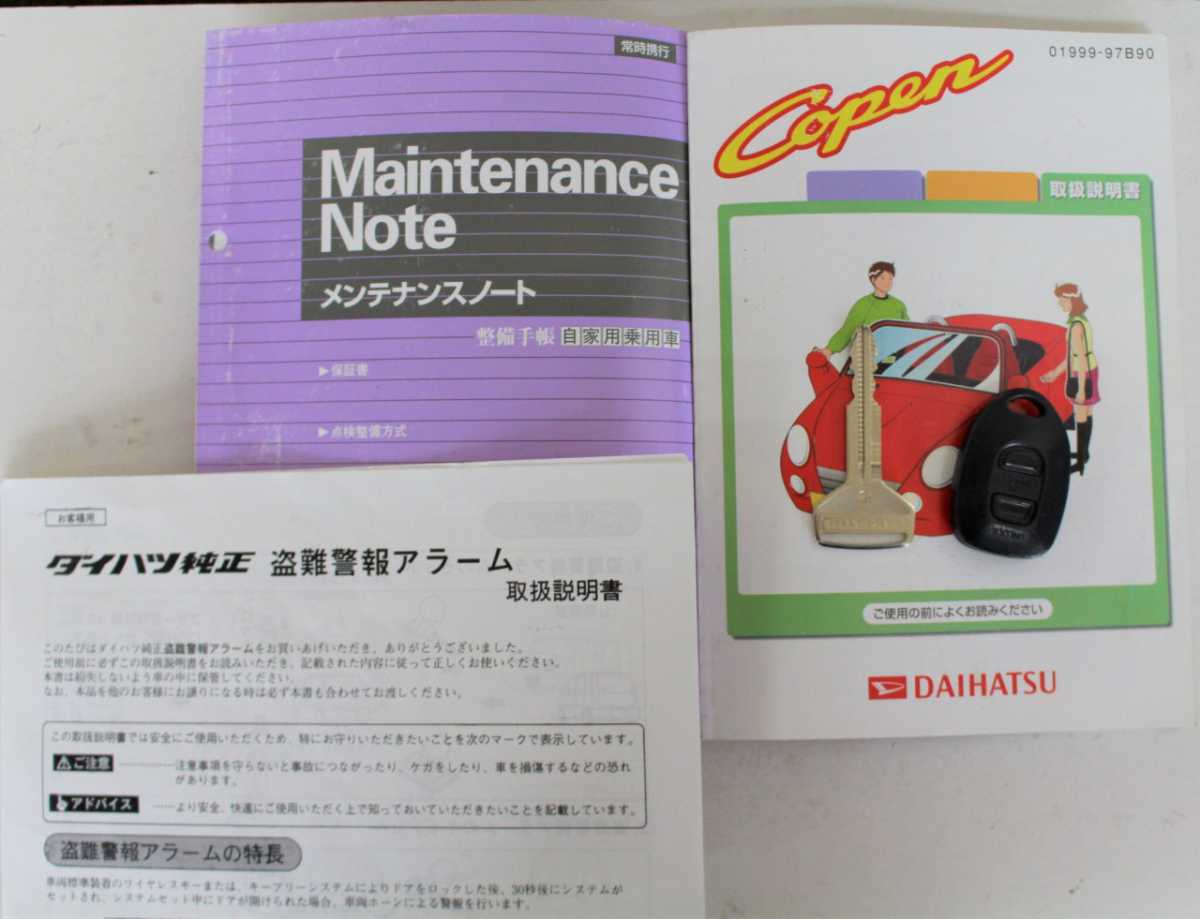 常時携行
Maintenance
Note
メンテナンスノート
整備手帳 自家用乗用車
▶保証書
▶点検整備方式
01999-97B90
Copen
取扱説明書
ご使用の前によくお読みください
DAIHATSU
お客様用
ダイハツ純正 盗難警報アラーム
取扱説明書
このたびはダイハツ純正盗難警報アラームをお買いあげいただき、ありがとうございました。
ご使用前に必ずこの取扱説明書をお読みいただき、記載された内容に従って正しくお使いください。
本書は紛失しないよう車の中に保管してください。
なお、本品を他のお客様にお譲りになる時は必ず本書も合わせてお渡しください。
この取扱説明書では安全にご使用いただくため、特にお守りいただきたいことを次のマークで表示しています。
ご注意 ………注意事項を守らないと事故につながったり、ケガをしたり、車を損傷するなどの恐れ
があります。
アドバイス ……より安全、快適にご使用いただく上で知っておいていただきたいことを記載しています。
盗難警報アラームの特長
車両標準装着のワイヤレスキーまたは、キーフリーシステムによりドアをロックした後、30秒後にシステムが
セットされ、システムセット中にドアが開けられた場合、車両ホーンによる警報を行います。